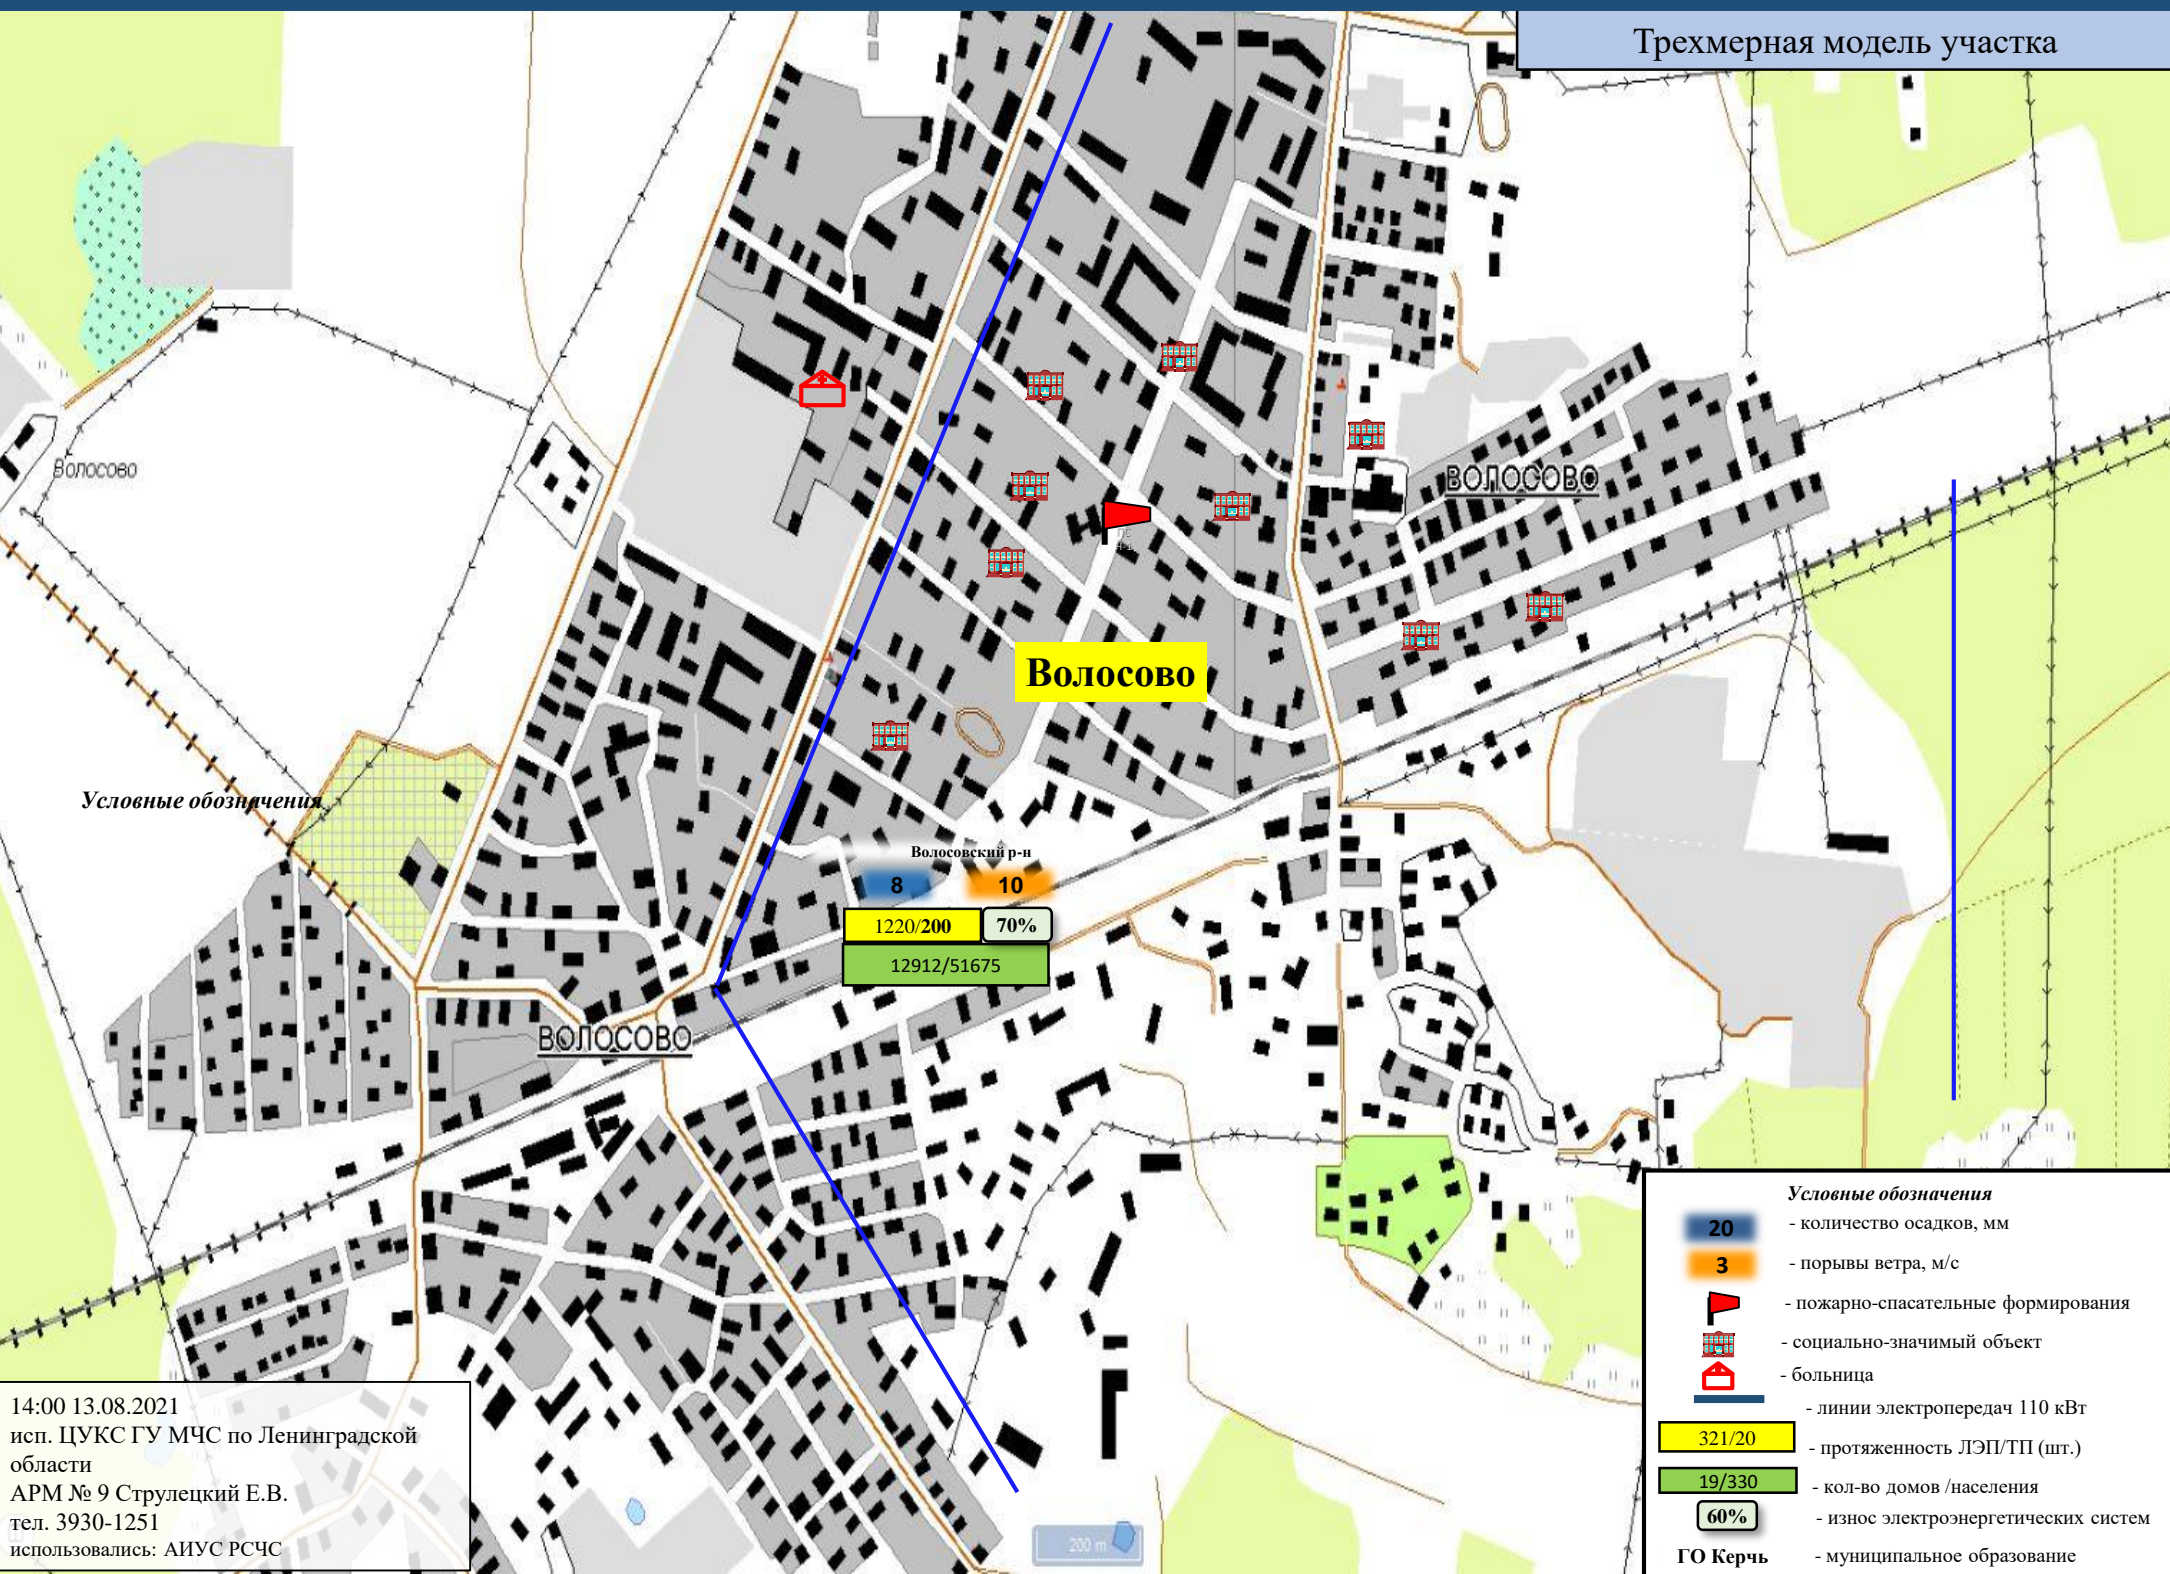 Трехмерная модель участка
Волосово
ВОЛОСОВО
Волосово
Условные обозначения
Волосовский р-н
8
10
1220/200
70%
12912/51675
ВОЛОСОВО
Условные обозначения
20
- количество осадков, мм
3
- порывы ветра, м/с
- пожарно-спасательные формирования
- социально-значимый объект
- больница
- линии электропередач 110 кВт
321/20
- протяженность ЛЭП/ТП (шт.)
19/330
- кол-во домов /населения
60%
- износ электроэнергетических систем
ГО Керчь
- муниципальное образование
14:00 13.08.2021
исп. ЦУКС ГУ МЧС по Ленинградской
области
АРМ № 9 Струлецкий Е.В.
тел. 3930-1251
использовались: АИУС РСЧС
200 m